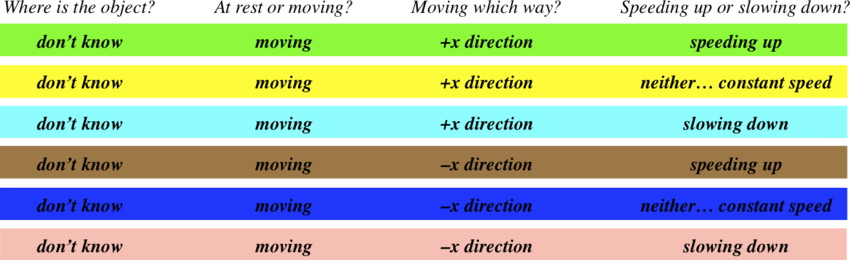 Where is the object? At rest or moving? Moving which way? Speeding up or slowing down?
don’t know moving +x direction speeding up
don’t know moving +x direction neither… constant speed
don’t know moving +x direction slowing down
don’t know moving –x direction speeding up
don’t know moving –x direction neither… constant speed
don’t know moving –x direction slowing down